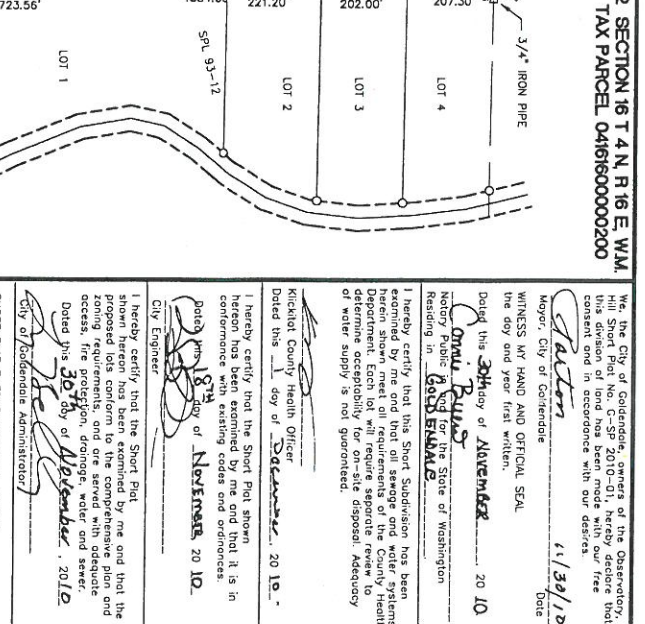 2 SECTION 16 T 4 N, R 16 E, W.M.
TAX PARCEL 04161600000200
723.56'
221.20
202.00'
207.30
3/4" IRON PIPE
SPL 93-12
LOT 1
LOT 2
LOT 3
LOT 4
We, the City of Goldendale, owners of the Observatory,
Hill Short Plat No. G-SP 2010-01, hereby declare that
this division of land has been made with our free
consent and in accordance with our desires.
11/30/10
Mayor, City of Goldendale Date
WITNESS MY HAND AND OFFICIAL SEAL
the day and year first written.
Dated this 30th day of November, 2010
Connie Byers
Notary Public in and for the State of Washington
Residing in GOLDENDALE
I hereby certify that this Short Subdivision has been
examined by me and that all sewage and water systems
herein shown meet all requirements of the County Health
Department. Each lot will require separate review to
determine acceptability for on-site disposal. Adequacy
of water supply is not guaranteed.
Klickitat County Health Officer
Dated this 1 day of December, 2010
I hereby certify that the Short Plat shown
hereon has been examined by me and that it is in
conformance with existing codes and ordinances.
Dated this 18TH day of NOVEMBER 2010
City Engineer
I hereby certify that the Short Plat
shown hereon has been examined by me and that the
proposed lots conform to the comprehensive plan and
zoning requirements, and are served with adequate
access, fire protection, drainage, water and sewer.
Dated this 30th day of November, 2010
City of Goldendale Administrator